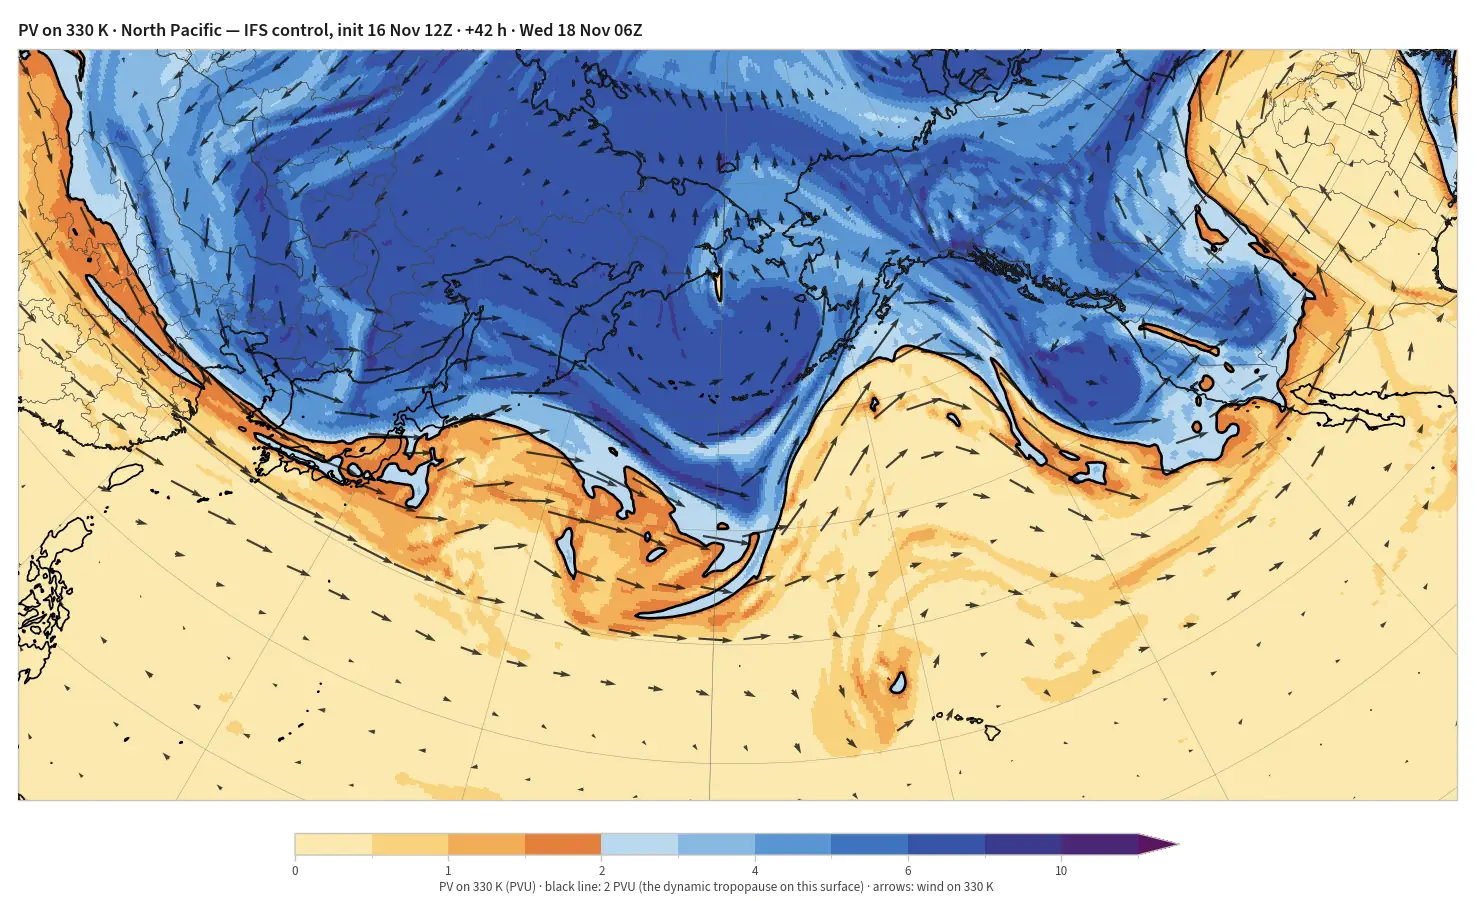 PV on 330 K · North Pacific — IFS control, init 16 Nov 12Z · +42 h · Wed 18 Nov 06Z
0 1 2 4 6 10
PV on 330 K (PVU) · black line: 2 PVU (the dynamic tropopause on this surface) · arrows: wind on 330 K